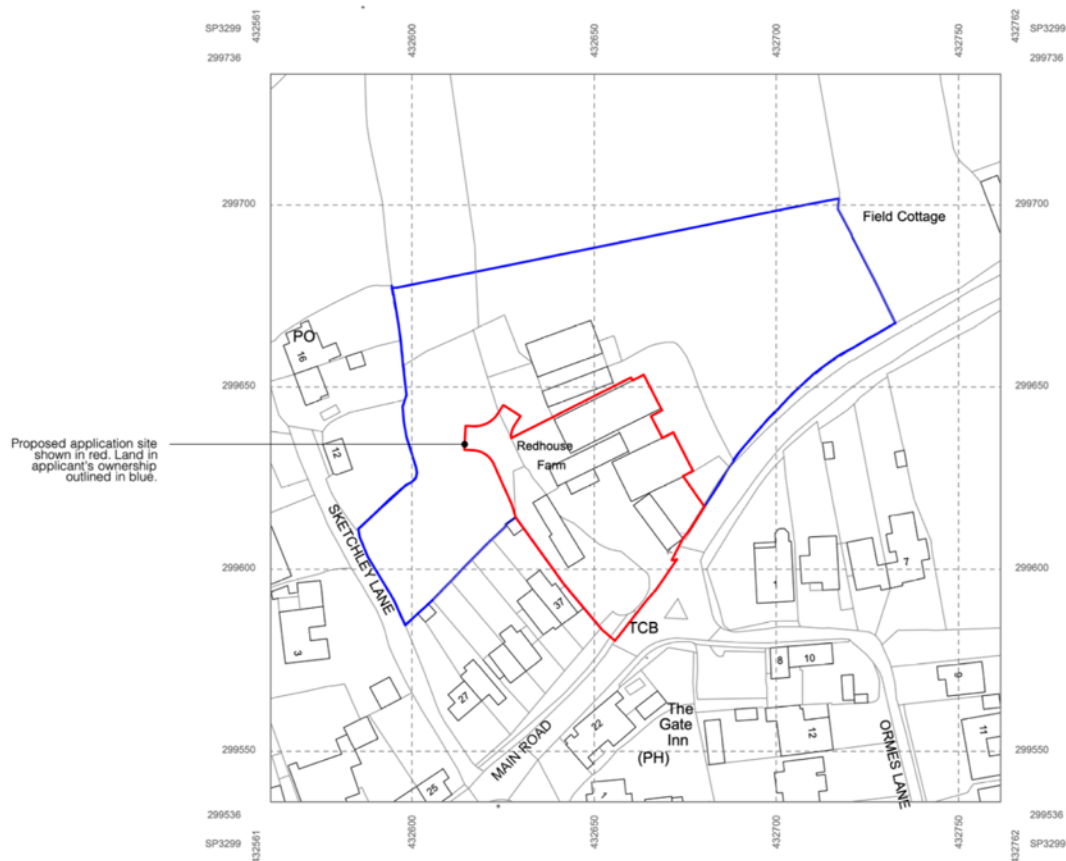 432561
432600
432650
432700
432750
432762
SP3299
SP3299
299736
299736
299700
299700
Field Cottage
PO
16
299650
299650
Proposed application site
shown in red. Land in
applicant's ownership
outlined in blue.
12
Redhouse
Farm
SKETCHLEY LANE
299600
299600
37
1
7
3
TCB
27
8
10
9
The
Gate
Inn
(PH)
22
12
11
MAIN ROAD
ORMES LANE
299550
299550
25
1
299536
299536
SP3299
SP3299
432561
432600
432650
432700
432750
432762